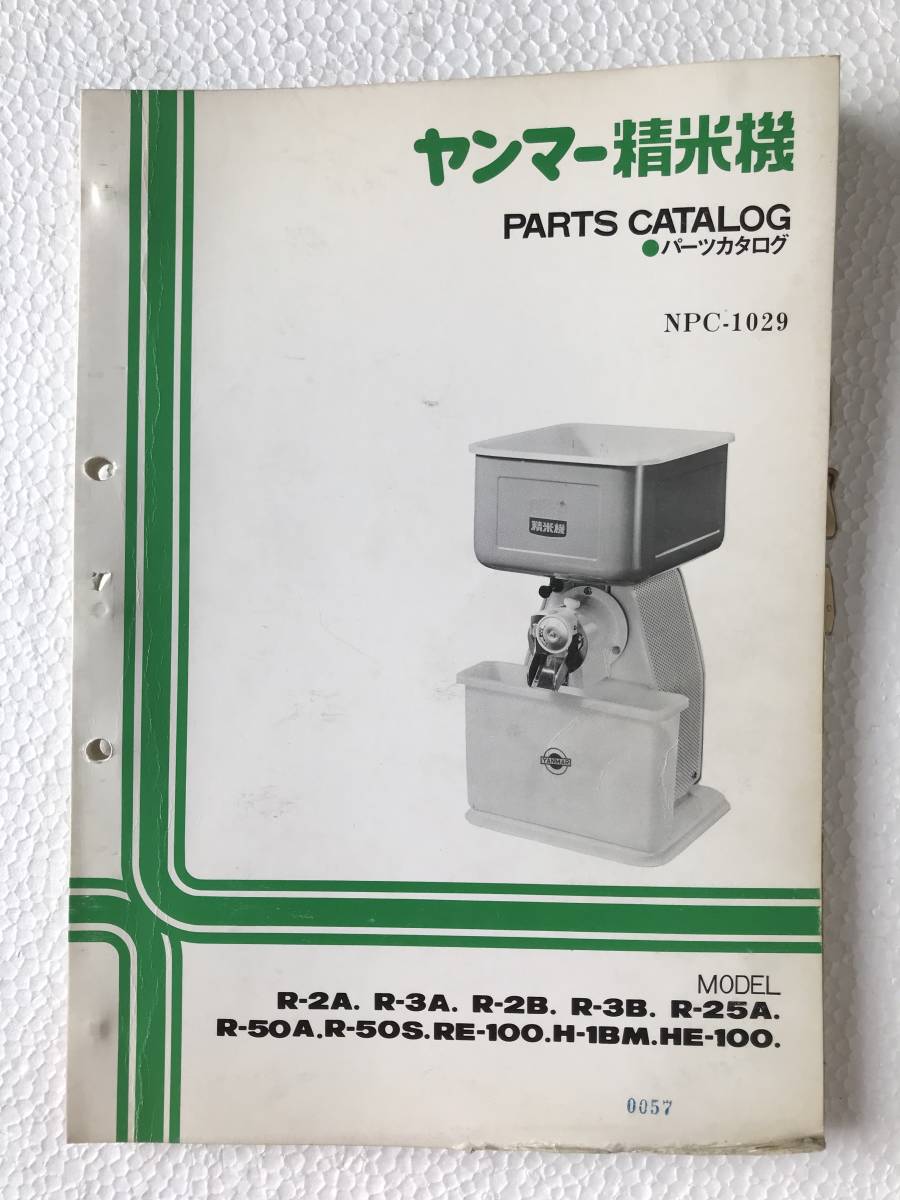 ヤンマー精米機
PARTS CATALOG
●パーツカタログ
NPC-1029
精米機
YANMAR
MODEL
R-2A. R-3A. R-2B. R-3B. R-25A.
R-50A.R-50S.RE-100.H-1BM.HE-100.
0057